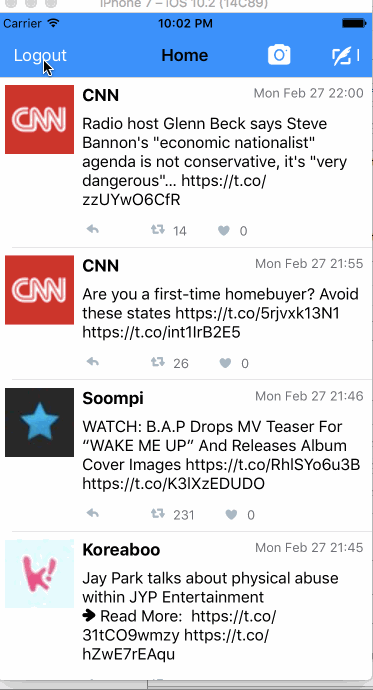 iPhone 7 – iOS 10.2 (14C89)
Carrier 10:02 PM
Logout Home
CNN Mon Feb 27 22:00
Radio host Glenn Beck says Steve
Bannon's "economic nationalist"
agenda is not conservative, it's "very
dangerous"... https://t.co/
zzUYwO6CfR
14 0
CNN Mon Feb 27 21:55
Are you a first-time homebuyer? Avoid
these states https://t.co/5rjvxk13N1
https://t.co/int1IrB2E5
26 0
Soompi Mon Feb 27 21:46
WATCH: B.A.P Drops MV Teaser For
“WAKE ME UP” And Releases Album
Cover Images https://t.co/RhlSYo6u3B
https://t.co/K3lXzEDUDO
231 0
Koreaboo Mon Feb 27 21:45
k!
Jay Park talks about physical abuse
within JYP Entertainment
➔ Read More: https://t.co/
31tCO9wmzy https://t.co/
hZwE7rEAqu